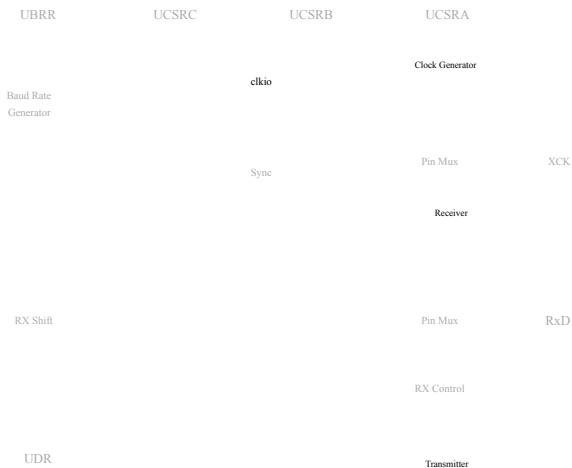 UBRR UCSRC UCSRB UCSRA
Clock Generator
clkio
Baud Rate
Generator
Pin Mux XCK
Sync
Receiver
RX Shift Pin Mux RxD
RX Control
UDR
Transmitter